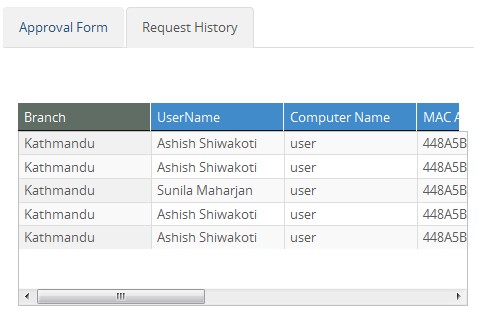 Approval Form Request History
Branch UserName Computer Name MAC A
Kathmandu Ashish Shiwakoti user 448A5B
Kathmandu Ashish Shiwakoti user 448A5B
Kathmandu Sunila Maharjan user 448A5B
Kathmandu Ashish Shiwakoti user 448A5B
Kathmandu Ashish Shiwakoti user 448A5B